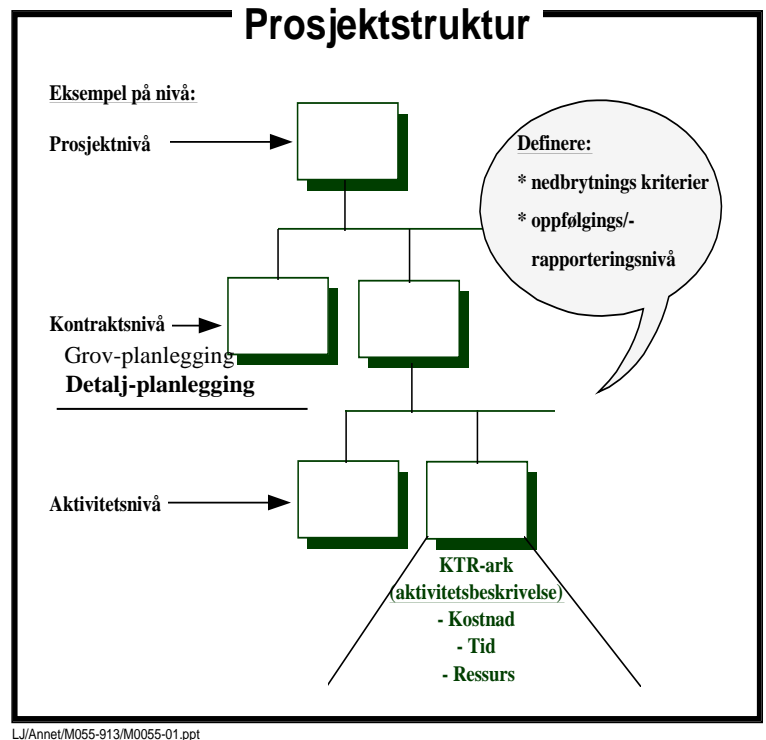 Prosjektstruktur
Eksempel på nivå:
Prosjektnivå
Definere:
* nedbrytnings kriterier
* oppfølgings/-
rapporteringsnivå
Kontraktsnivå
Grov-planlegging
Detalj-planlegging
Aktivitetsnivå
KTR-ark
(aktivitetsbeskrivelse)
- Kostnad
- Tid
- Ressurs
LJ/Annet/M055-913/M0055-01.ppt